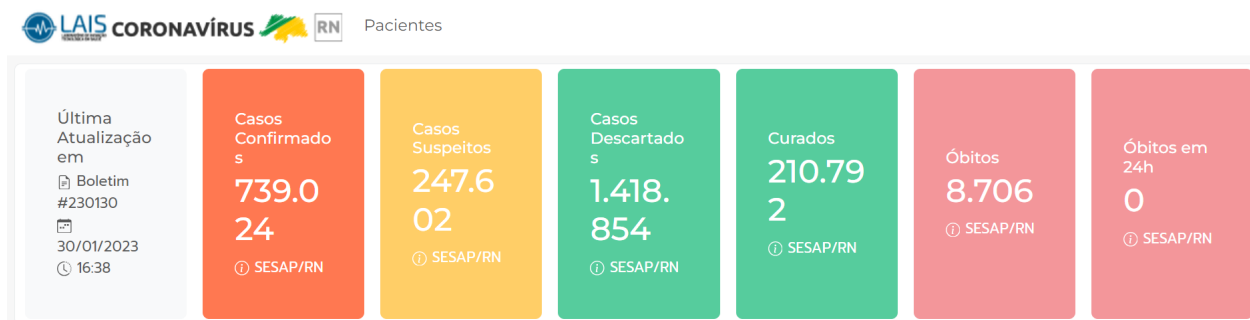 LAIS CORONAVÍRUS RN Pacientes
Última
Atualização
em
Boletim
#230130
30/01/2023
16:38
Casos
Confirmado
s
739.0
24
SESAP/RN
Casos
Suspeitos
247.6
02
SESAP/RN
Casos
Descartado
s
1.418.
854
SESAP/RN
Curados
210.79
2
SESAP/RN
Óbitos
8.706
SESAP/RN
Óbitos em
24h
0
SESAP/RN